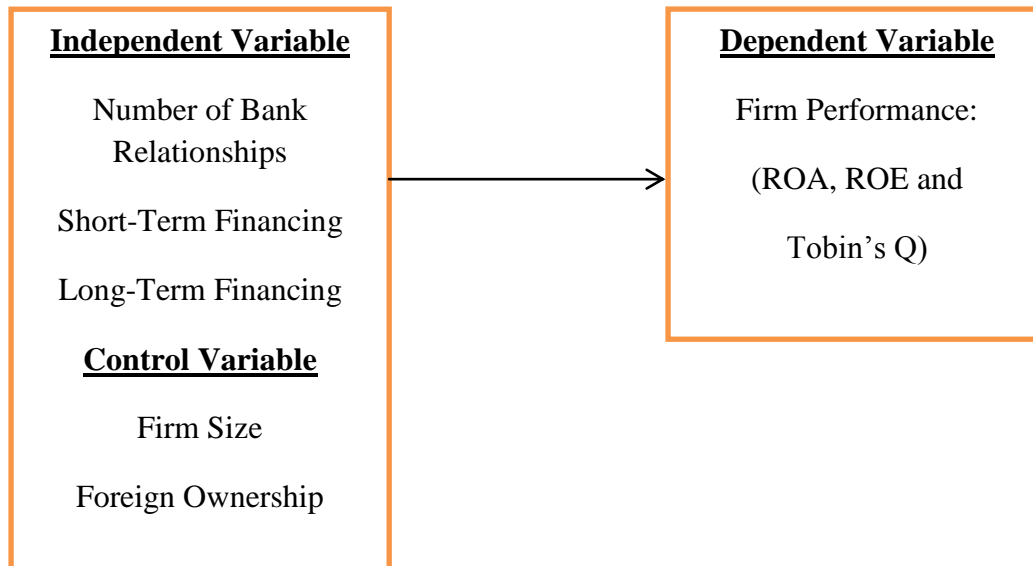 Independent Variable
Number of Bank
Relationships
Short-Term Financing
Long-Term Financing
Control Variable
Firm Size
Foreign Ownership
Dependent Variable
Firm Performance:
(ROA, ROE and
Tobin’s Q)